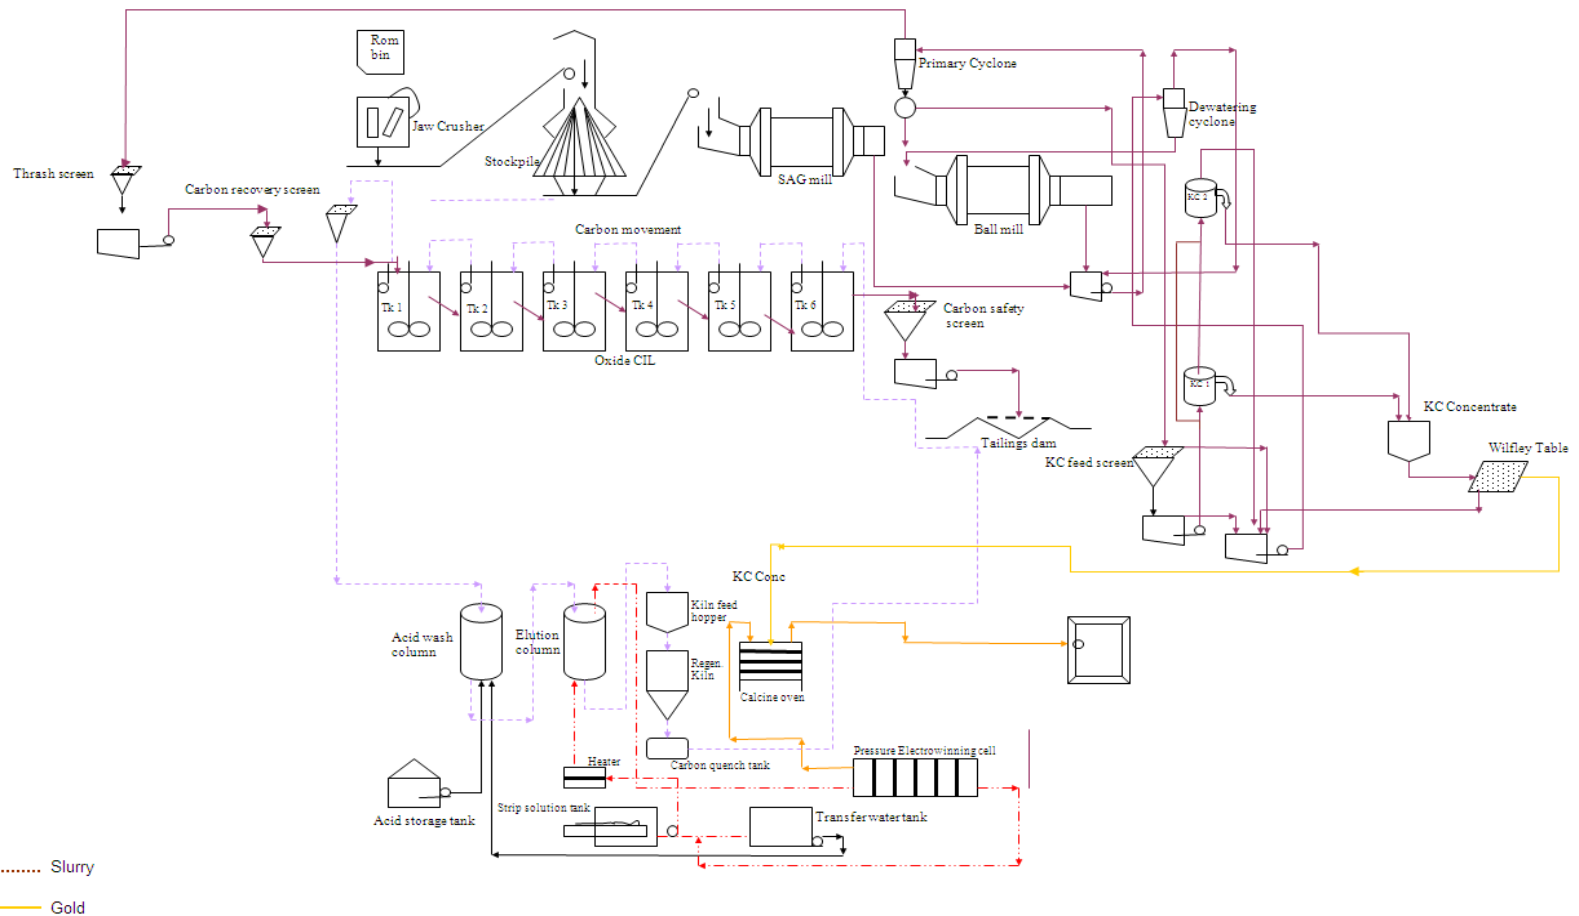 Rom
bin
Primary Cyclone
Jaw Crusher
Dewatering
cyclone
Stockpile
Thrash screen
SAG mill
Carbon recovery screen
KC 2
Carbon movement
Ball mill
Tk 1
Tk 2
Tk 3
Tk 4
Tk 5
Tk 6
Carbon safety
screen
Oxide CIL
KC 1
KC Concentrate
Tailings dam
Wilfley Table
KC feed screen
KC Conc
Kiln feed
hopper
Acid wash
column
Elution
column
Regen.
Kiln
Calcine oven
Pressure Electrowinning cell
Heater
Carbon quench tank
Strip solution tank
Acid storage tank
Transfer water tank
Slurry
Gold